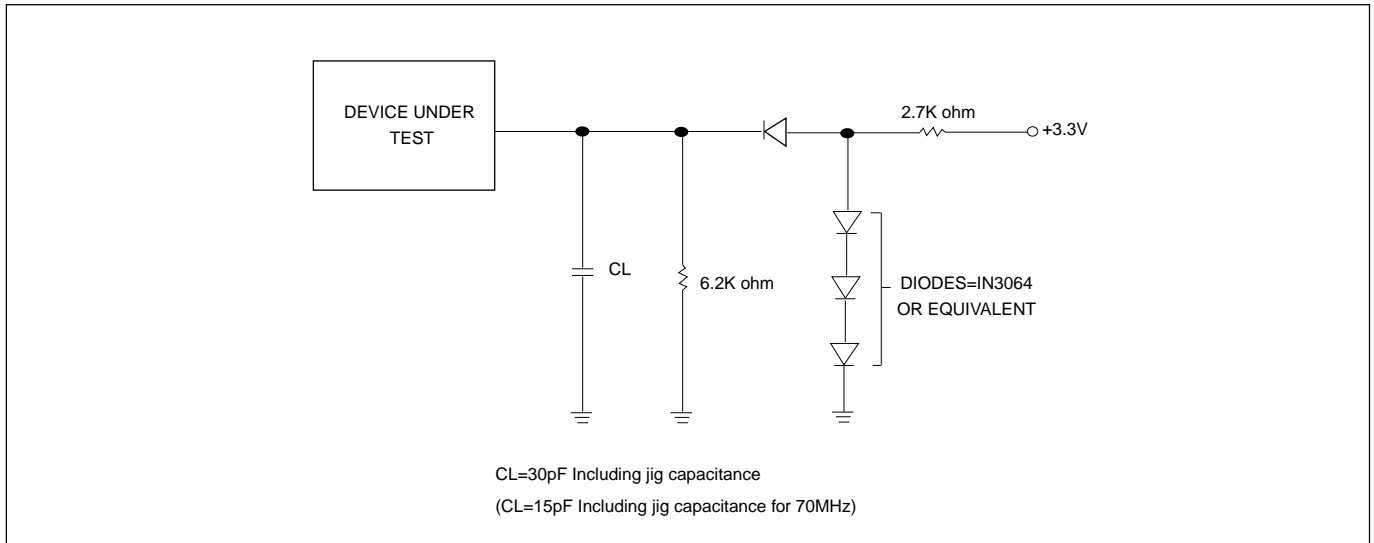 DEVICE UNDER
TEST
2.7K ohm
+3.3V
CL
6.2K ohm
DIODES=IN3064
OR EQUIVALENT
CL=30pF Including jig capacitance
(CL=15pF Including jig capacitance for 70MHz)